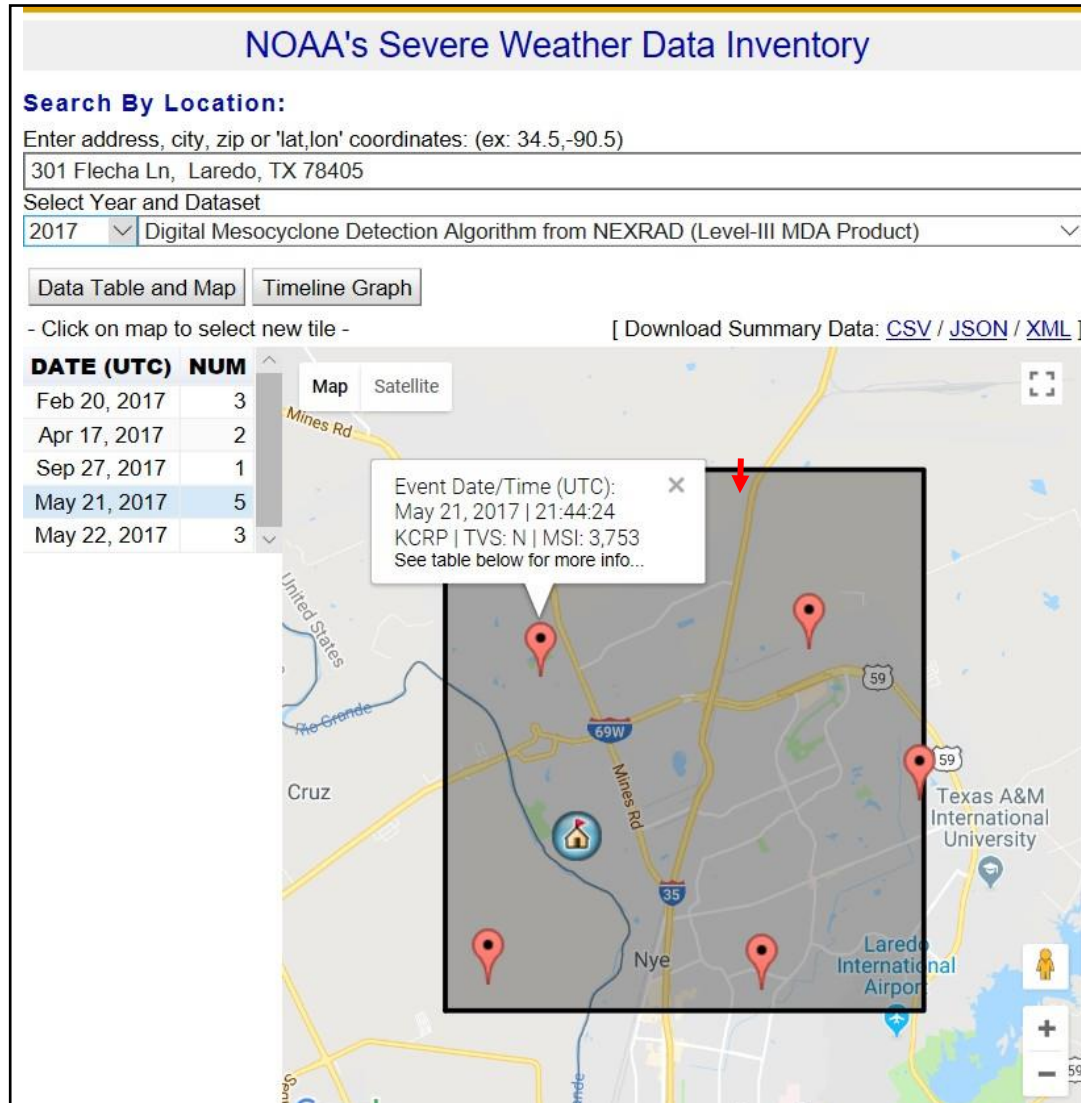 NOAA's Severe Weather Data Inventory
Search By Location:
Enter address, city, zip or 'lat,lon' coordinates: (ex: 34.5,-90.5)
301 Flecha Ln, Laredo, TX 78405
Select Year and Dataset
2017 Digital Mesocyclone Detection Algorithm from NEXRAD (Level-III MDA Product)
Data Table and Map Timeline Graph
- Click on map to select new tile - [ Download Summary Data: CSV / JSON / XML ]
DATE (UTC) NUM
Feb 20, 2017 3
Apr 17, 2017 2
Sep 27, 2017 1
May 21, 2017 5
May 22, 2017 3
Map Satellite
Mines Rd
Event Date/Time (UTC):
May 21, 2017 | 21:44:24
KCRP | TVS: N | MSI: 3,753
See table below for more info...
United States
Rio Grande
59
69W
59
Mines Rd
Cruz
Texas A&M
International
University
35
Nye
Laredo
International
Airport
59